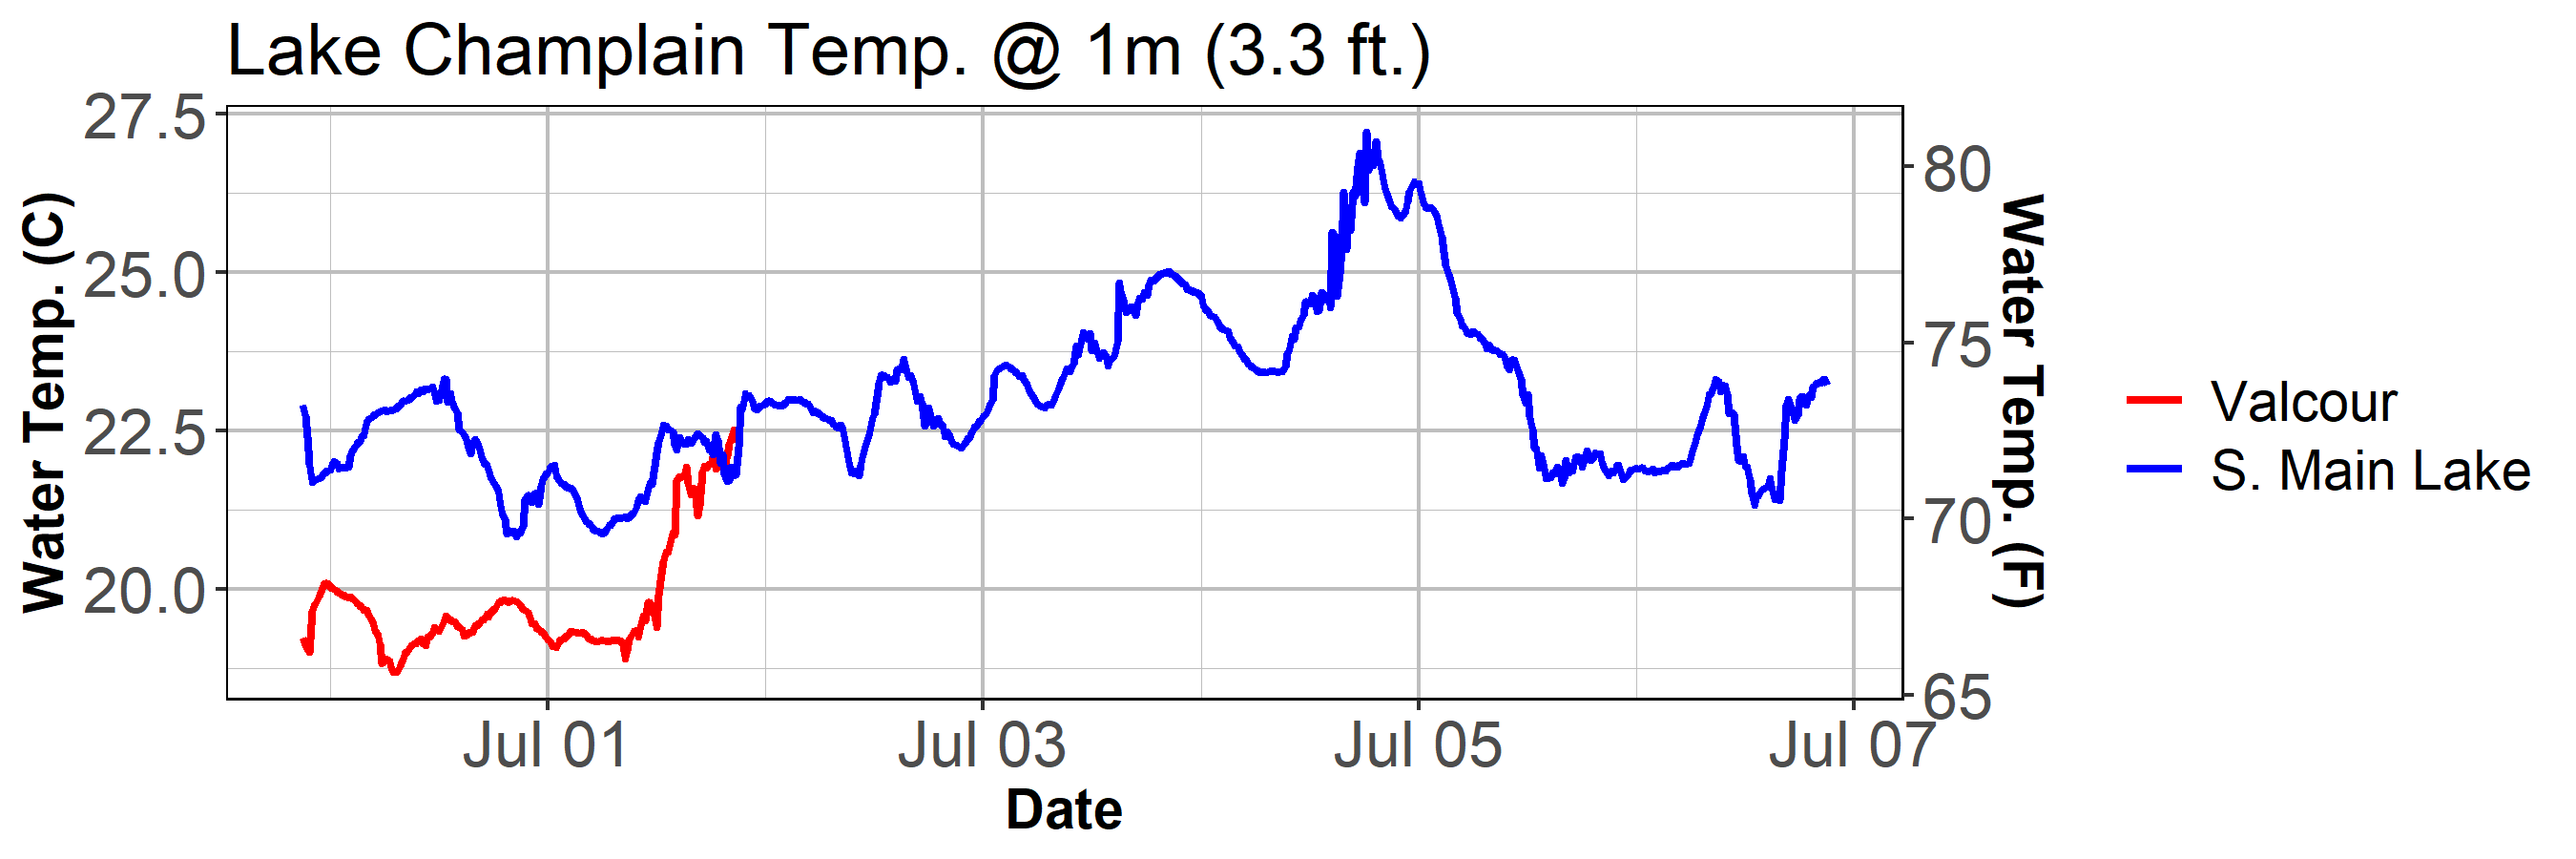 Lake Champlain Temp. @ 1m (3.3 ft.)
Water Temp. (C)
27.5
25.0
22.5
20.0
80
75
70
65
Water Temp. (F)
Jul 01
Jul 03
Jul 05
Jul 07
Date
Valcour
S. Main Lake